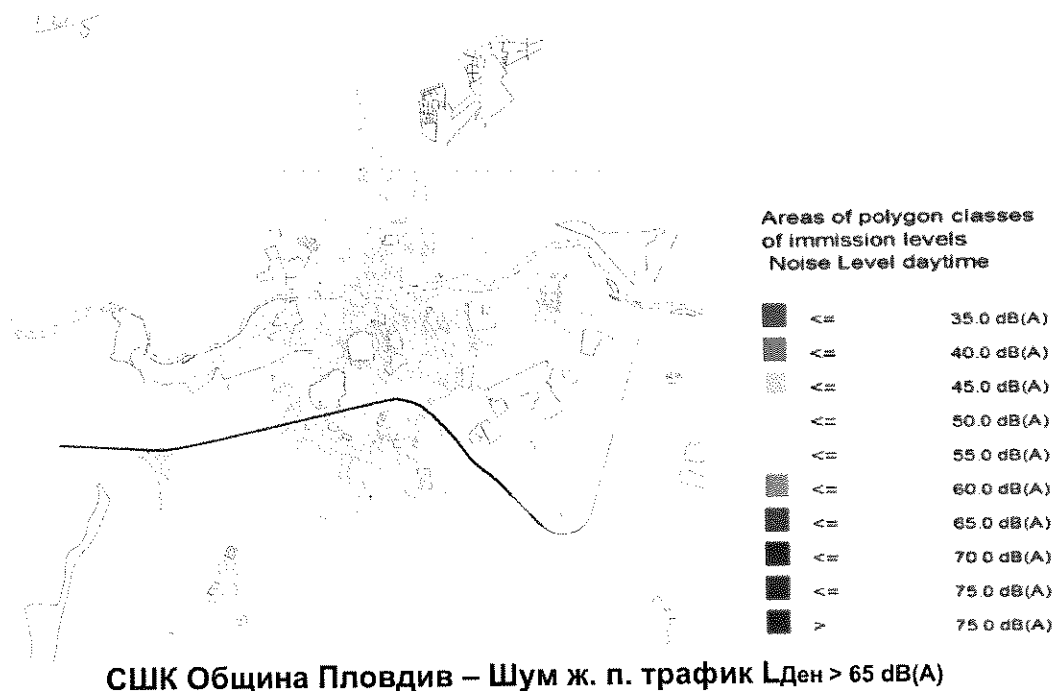 Areas of polygon classes
of immission levels
Noise Level daytime
<= 35.0 dB(A)
<= 40.0 dB(A)
<= 45.0 dB(A)
<= 50.0 dB(A)
<= 55.0 dB(A)
<= 60.0 dB(A)
<= 65.0 dB(A)
<= 70.0 dB(A)
<= 75.0 dB(A)
> 75.0 dB(A)
СШК Община Пловдив – Шум ж. п. трафик LДен > 65 dB(A)